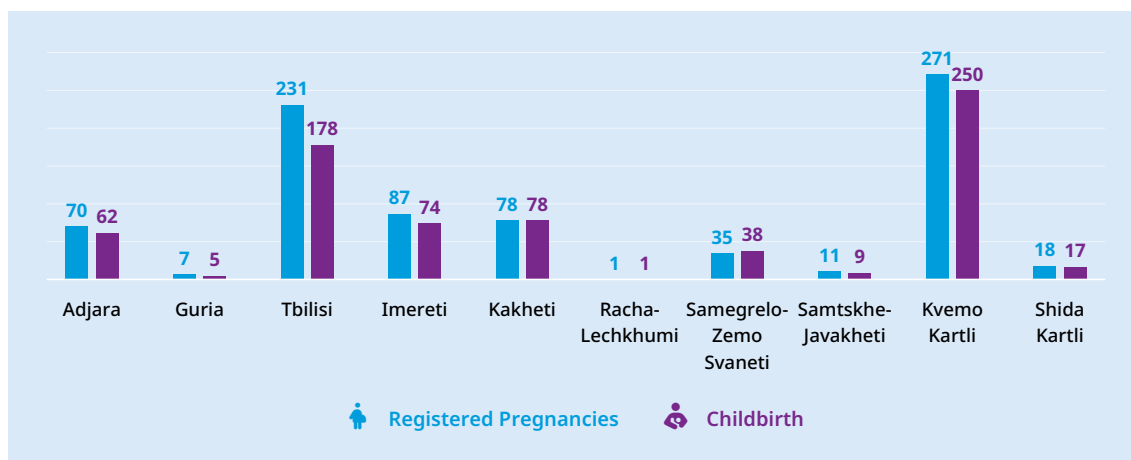 70 62
7 5
231 178
87 74
78 78
1 1
35 38
11 9
271 250
18 17
Adjara
Guria
Tbilisi
Imereti
Kakheti
Racha-
Lechkhumi
Samegrelo-
Zemo
Svaneti
Samtskhe-
Javakheti
Kvemo
Kartli
Shida
Kartli
Registered Pregnancies
Childbirth